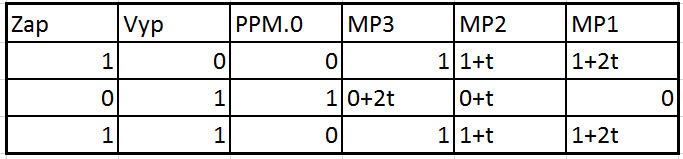 Zap Vyp PPM.0 MP3 MP2 MP1
1 0 0 1 1+t 1+2t
0 1 1 0+2t 0+t 0
1 1 0 1 1+t 1+2t